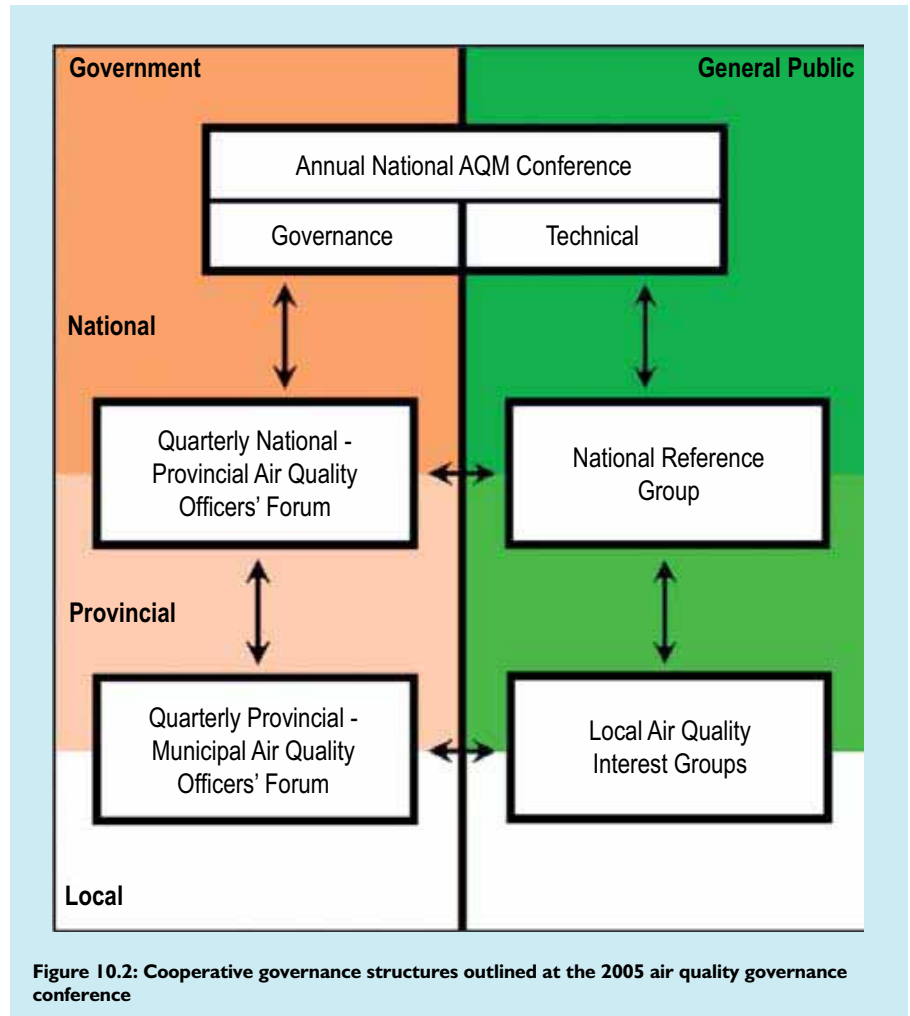 Government
General Public
Annual National AQM Conference
Governance
Technical
National
Quarterly National -
Provincial Air Quality
Officers' Forum
National Reference
Group
Provincial
Quarterly Provincial -
Municipal Air Quality
Officers' Forum
Local Air Quality
Interest Groups
Local
Figure 10.2: Cooperative governance structures outlined at the 2005 air quality governance
conference